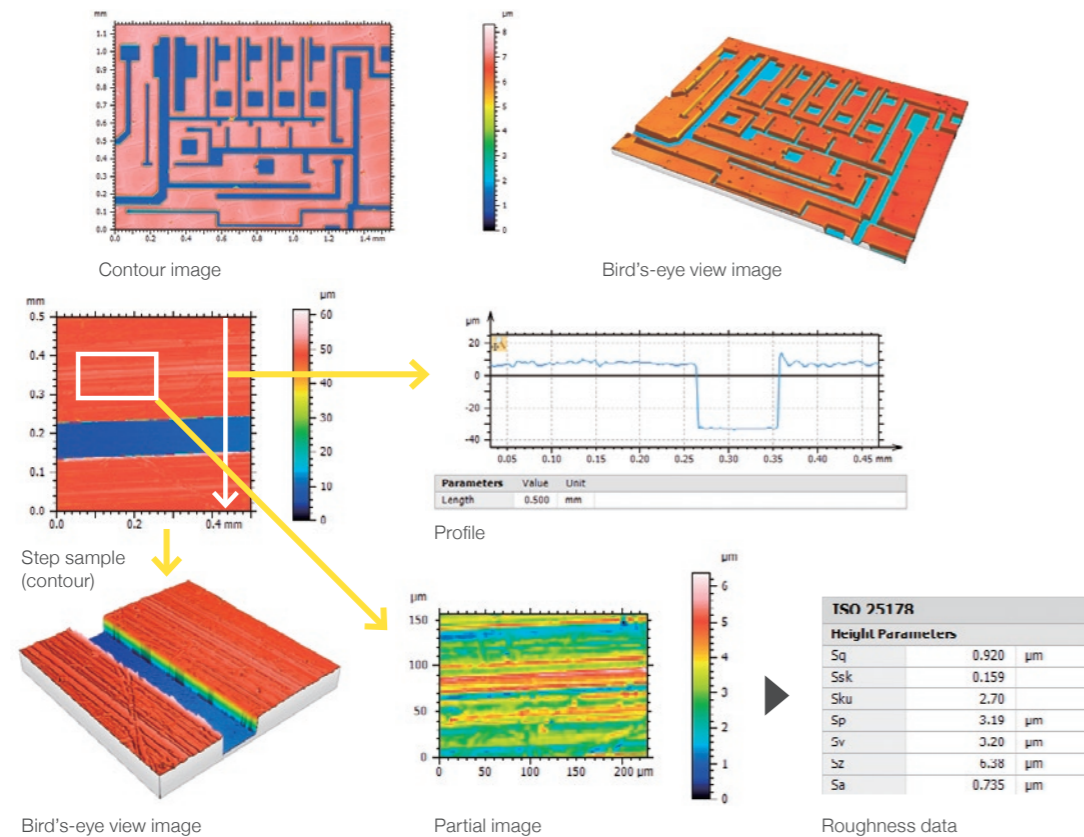 mm
1.1
1.0
0.9
0.8
0.7
0.6
0.5
0.4
0.3
0.2
0.1
0.0
0.0 0.2 0.4 0.6 0.8 1.0 1.2 1.4 mm
µm
8
7
6
5
4
3
2
1
0
Contour image
Bird's-eye view image
mm
0.5
0.4
0.3
0.2
0.1
0.0
0.0 0.2 0.4 mm
µm
60
50
40
30
20
10
0
Step sample
(contour)
µm
20
10
0
-20
-40
0.05 0.10 0.15 0.20 0.25 0.30 0.35 0.40 0.45 mm
Parameters Value Unit
Length 0.500 mm
Profile
Bird's-eye view image
µm
150
100
50
0
0 50 100 150 200 µm
µm
6
5
4
3
2
1
0
Partial image
ISO 25178
Height Parameters
Sq 0.920 µm
Ssk 0.159
Sku 2.70
Sp 3.19 µm
Sv 3.20 µm
Sz 6.38 µm
Sa 0.735 µm
Roughness data